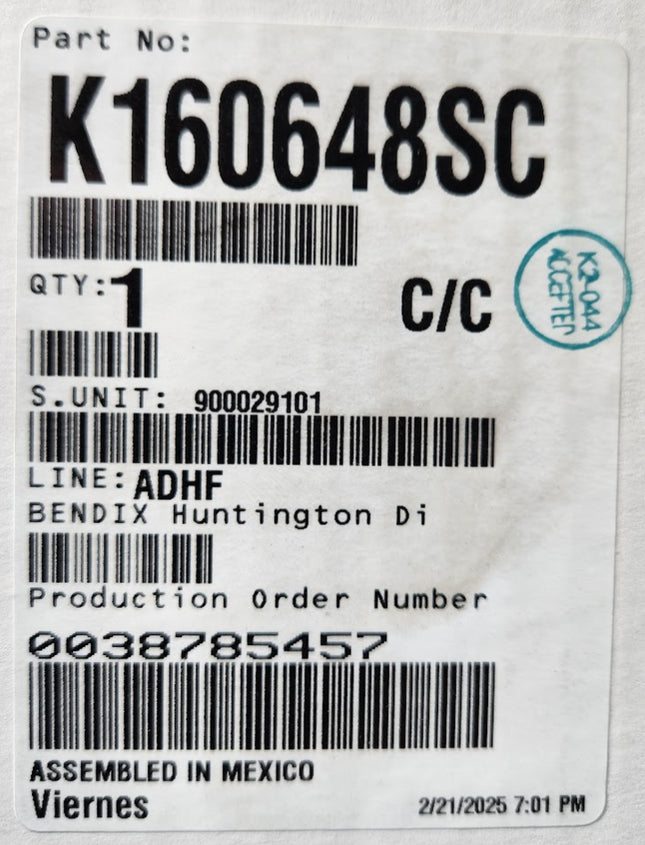 Part No:
K160648SC
QTY: 1
C/C
K2-044
ACCEPTED
S.UNIT: 900029101
LINE: ADHF
BENDIX Huntington Di
Production Order Number
0038785457
ASSEMBLED IN MEXICO
Viernes
2/21/2025 7:01 PM